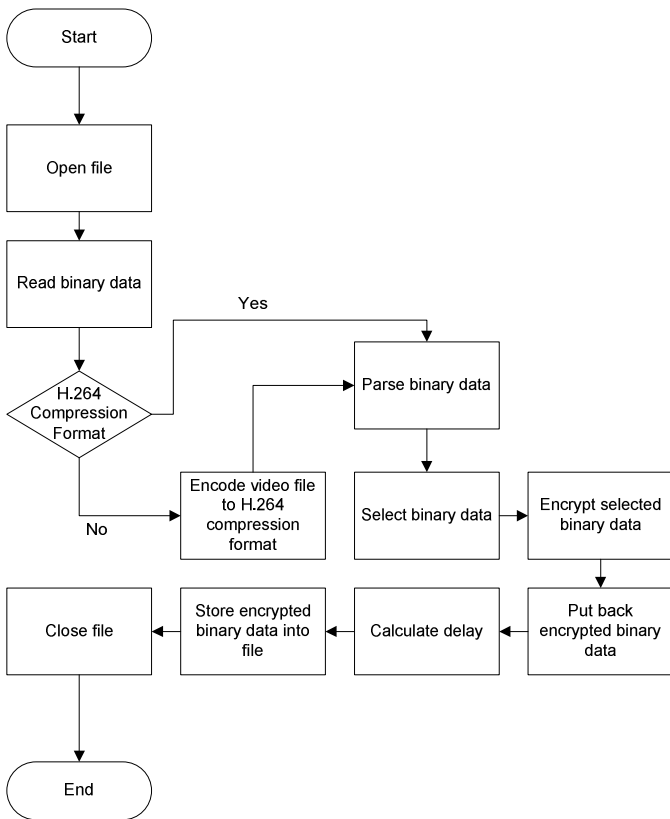 Start
Open file
Read binary data
Yes
H.264
Compression
Format
Parse binary data
No
Encode video file
to H.264
compression
format
Select binary data
Encrypt selected
binary data
Close file
Store encrypted
binary data into
file
Calculate delay
Put back
encrypted binary
data
End